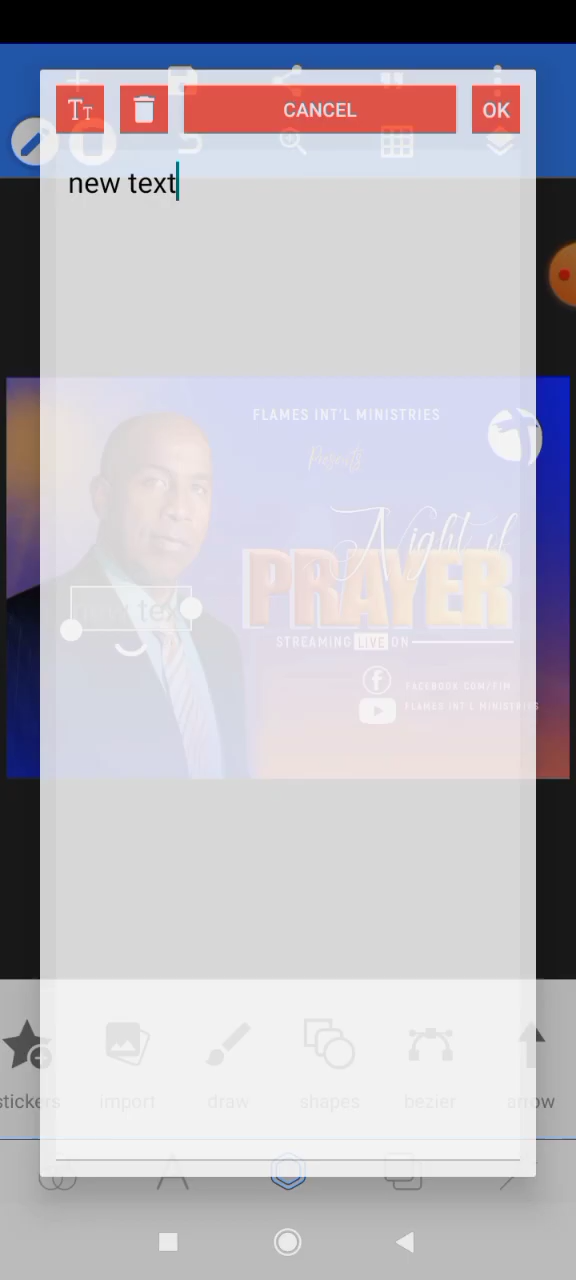 TT
CANCEL
OK
new text
FLAMES INT'L MINISTRIES
Presents
Night of
PRAYER
new text
STREAMING LIVE ON
FACEBOOK.COM/FIM
FLAMES INT'L MINISTRIES
stickers
import
draw
shapes
bezier
arrow